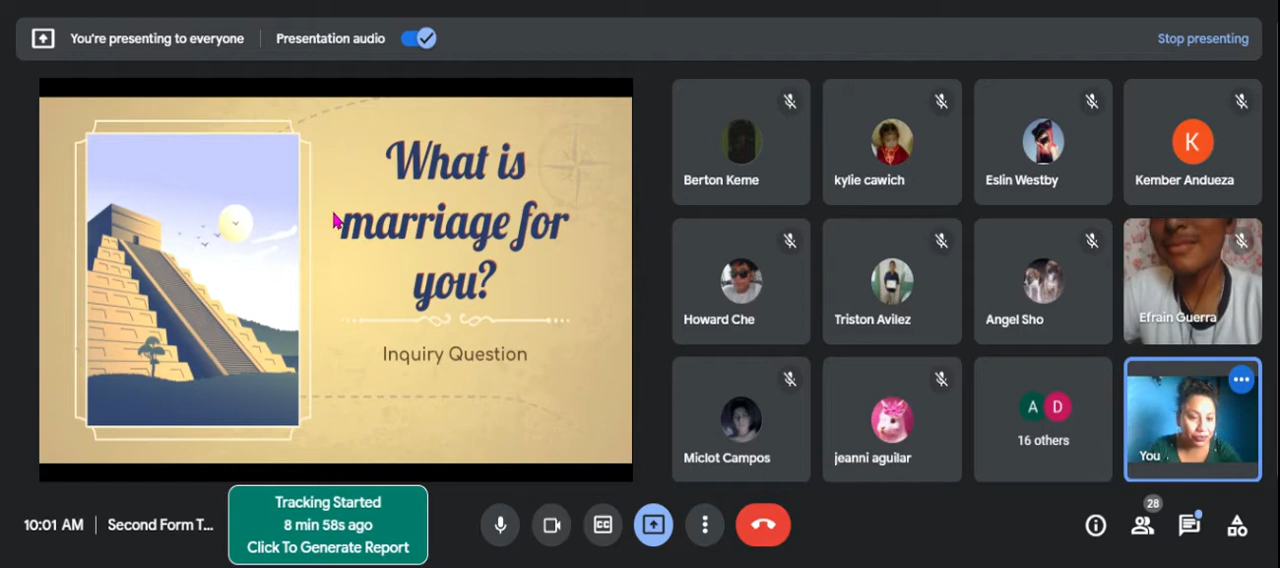 You're presenting to everyone
Presentation audio
Stop presenting
What is
marriage for
you?
Inquiry Question
Berton Keme
kylie cawich
Eslin Westby
K
Kember Andueza
Howard Che
Triston Avilez
Angel Sho
Efrain Guerra
Miclot Campos
jeanni aguilar
A D
16 others
You
10:01 AM
Second Form T...
Tracking Started
8 min 58s ago
Click To Generate Report
CC
28